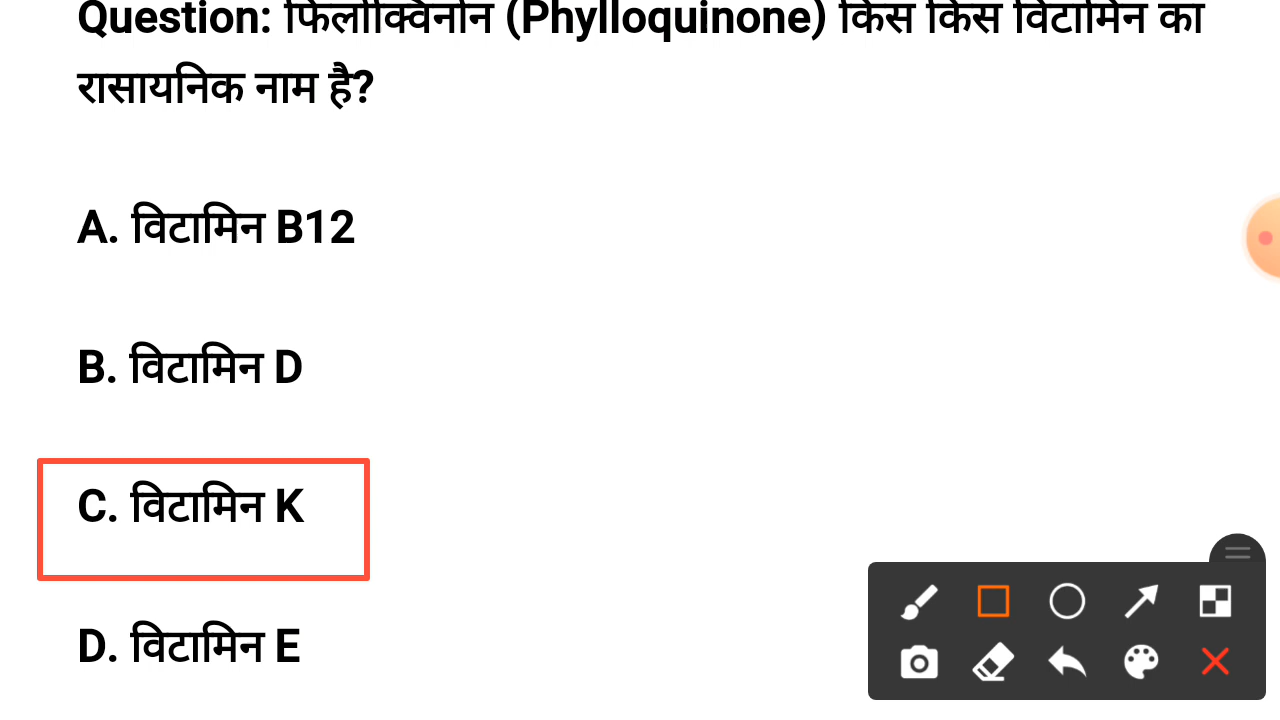 Question: फिलोक्विनोन (Phylloquinone) किस किस विटामिन का
रासायनिक नाम है?
A. विटामिन B12
B. विटामिन D
C. विटामिन K
D. विटामिन E